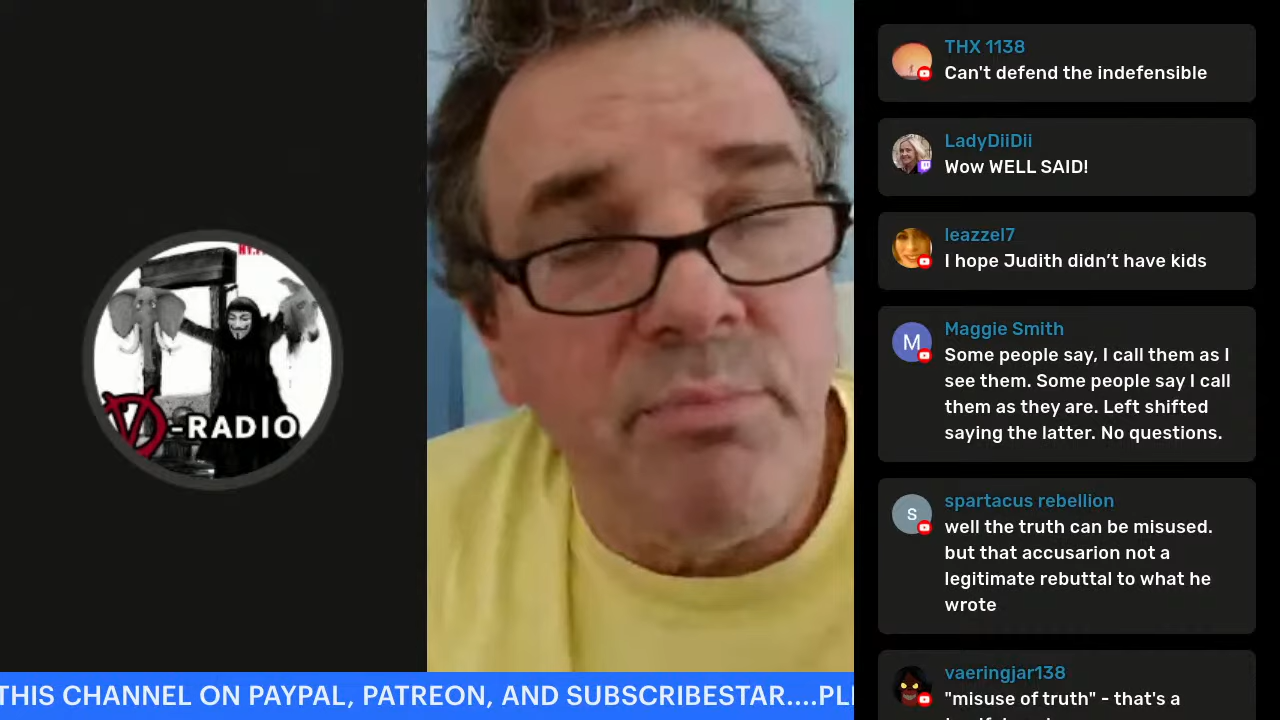 -RADIO
THIS CHANNEL ON PAYPAL, PATREON, AND SUBSCRIBESTAR....PL
THX 1138
Can't defend the indefensible
LadyDiiDii
Wow WELL SAID!
leazzel7
I hope Judith didn’t have kids
Maggie Smith
M
Some people say, I call them as I
see them. Some people say I call
them as they are. Left shifted
saying the latter. No questions.
spartacus rebellion
s
well the truth can be misused.
but that accusarion not a
legitimate rebuttal to what he
wrote
vaeringjar138
"misuse of truth" - that's a